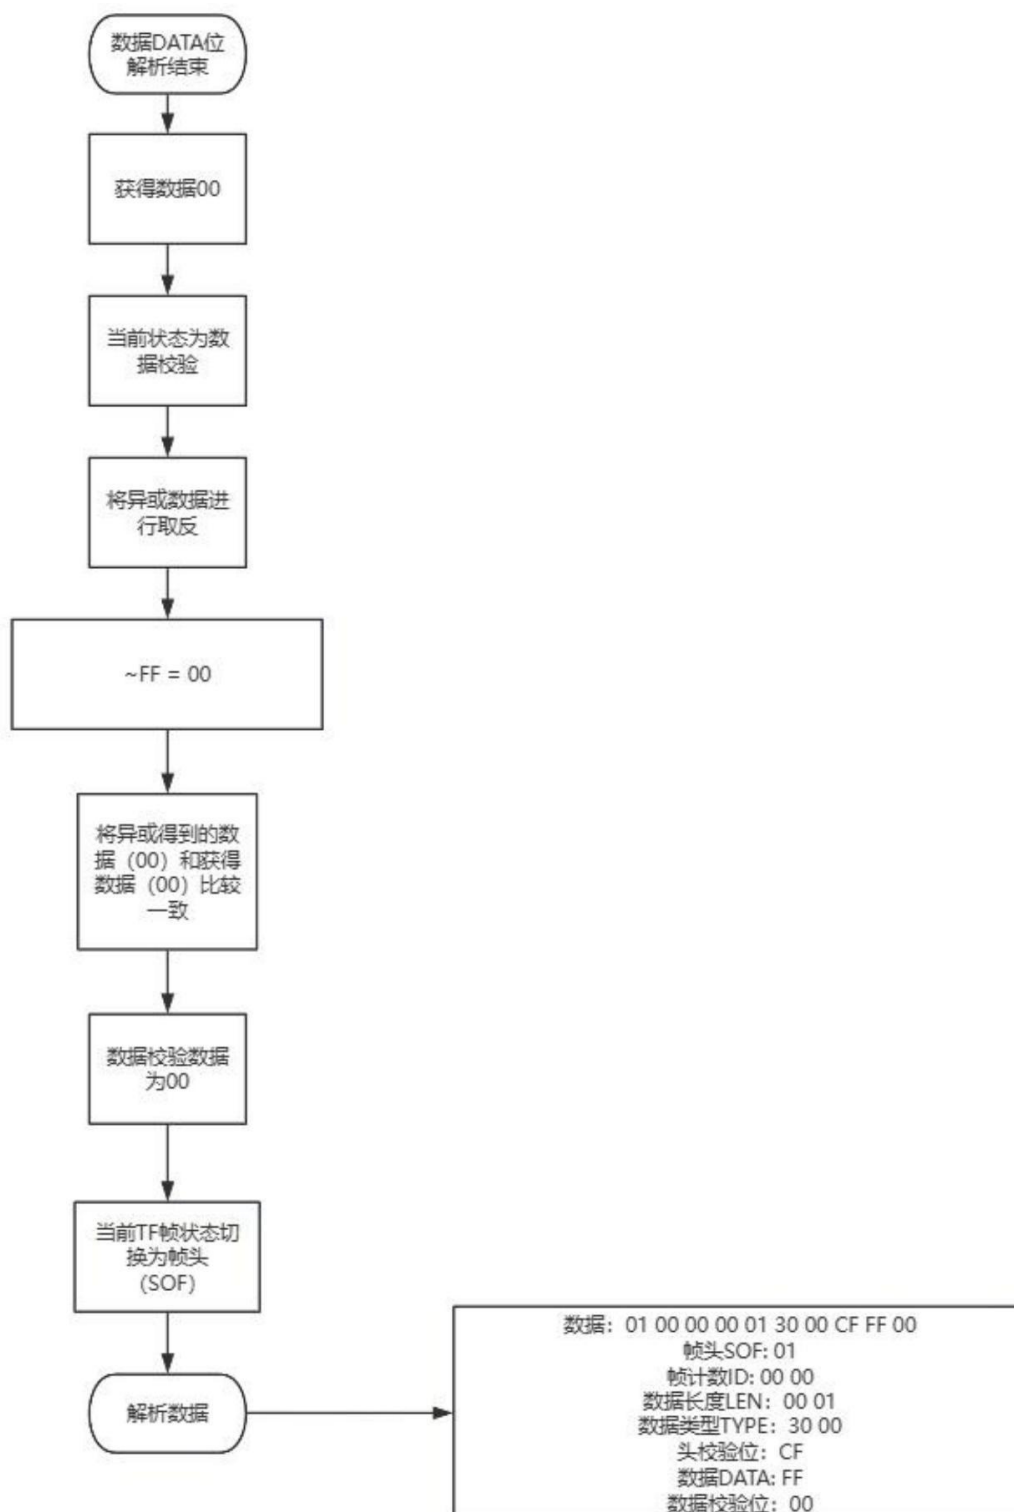 数据DATA位
解析结束
获得数据00
当前状态为数
据校验
将异或数据进
行取反
~FF = 00
将异或得到的数
据（00）和获得
数据（00）比较
一致
数据校验数据
为00
当前TF帧状态切
换为帧头
（SOF）
解析数据
数据：01 00 00 00 01 30 00 CF FF 00
帧头SOF: 01
帧计数ID: 00 00
数据长度LEN：00 01
数据类型TYPE：30 00
头校验位：CF
数据DATA: FF
数据校验位：00